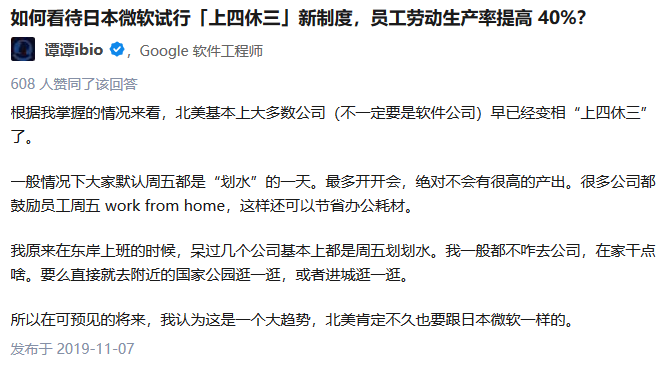 如何看待日本微软试行「上四休三」新制度，员工劳动生产率提高 40%?
谭谭ibio ，Google 软件工程师
608 人赞同了该回答
根据我掌握的情况来看，北美基本上大多数公司（不一定要是软件公司）早已经变相“上四休三”
了。
一般情况下大家默认周五都是“划水”的一天。最多开开会，绝对不会有很高的产出。很多公司都
鼓励员工周五 work from home，这样还可以节省办公耗材。
我原来在东岸上班的时候，呆过几个公司基本上都是周五划划水。我一般都不咋去公司，在家干点
啥。要么直接就去附近的国家公园逛一逛，或者进城逛一逛。
所以在可预见的将来，我认为这是一个大趋势，北美肯定不久也要跟日本微软一样的。
发布于 2019-11-07